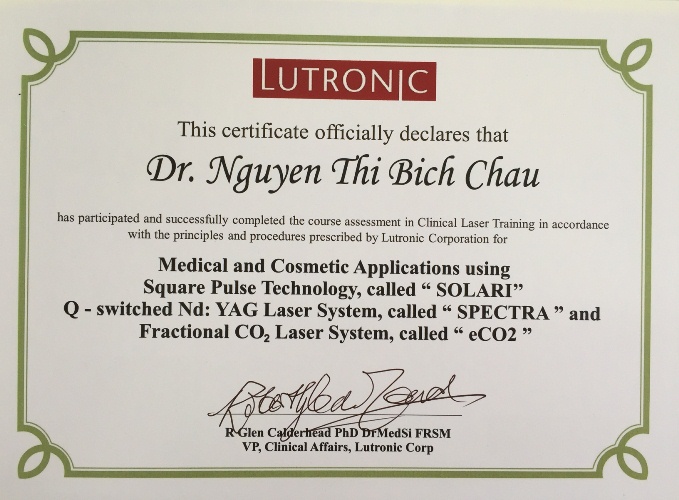 LUTRONIC
This certificate officially declares that
Dr. Nguyen Thi Bich Chau
has participated and successfully completed the course assessment in Clinical Laser Training in accordance
with the principles and procedures prescribed by Lutronic Corporation for
Medical and Cosmetic Applications using
Square Pulse Technology, called “ SOLARI”
Q - switched Nd: YAG Laser System, called “ SPECTRA ” and
Fractional CO₂ Laser System, called “ eCO2 ”
R Glen Calderhead PhD DrMedSi FRSM
VP, Clinical Affairs, Lutronic Corp